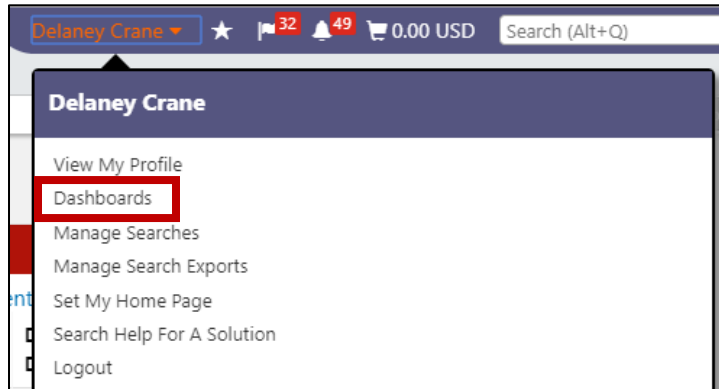 Delaney Crane 32 49 0.00 USD Search (Alt+Q)
Delaney Crane
View My Profile
Dashboards
Manage Searches
Manage Search Exports
Set My Home Page
Search Help For A Solution
Logout